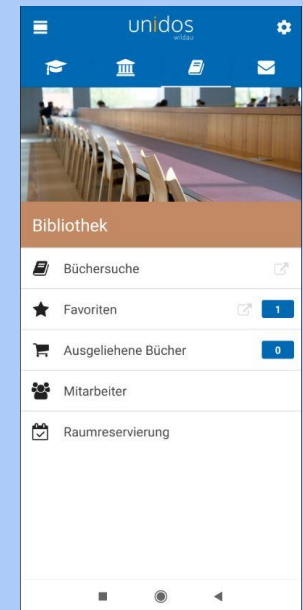 unidos
wildau
Bibliothek
Büchersuche
Favoriten
1
Ausgeliehene Bücher
0
Mitarbeiter
Raumreservierung